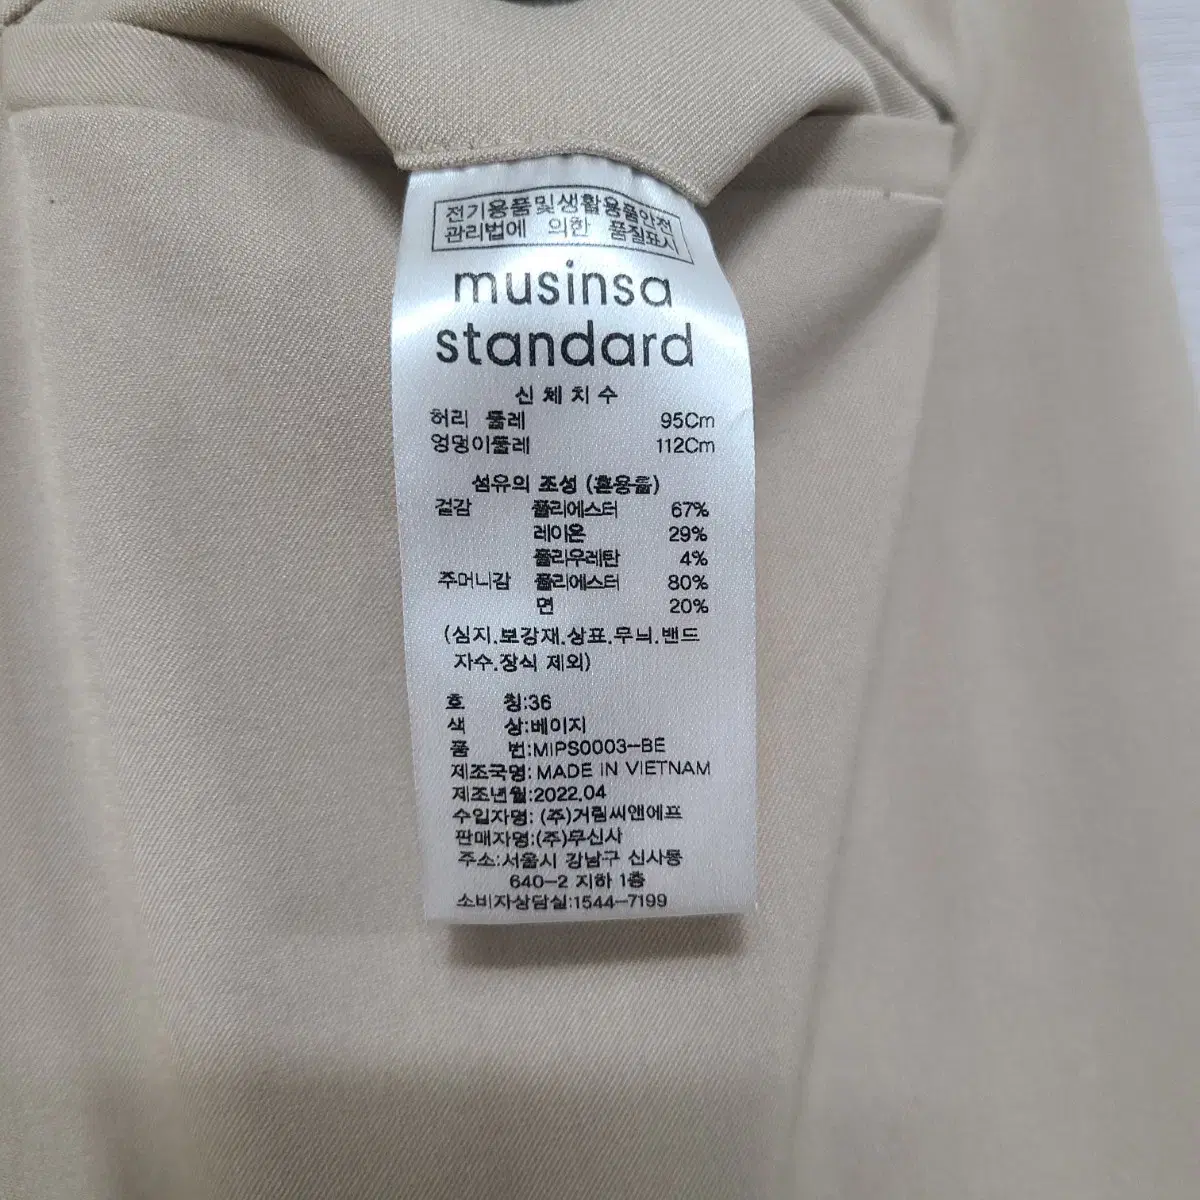 전기용품및생활용품안전
관리법에 의한 품질표시
musinsa
standard
신체치수
허리 둘레 95Cm
엉덩이둘레 112Cm
섬유의 조성 (혼용율)
겉감 폴리에스터 67%
레이온 29%
폴리우레탄 4%
주머니감 폴리에스터 80%
면 20%
(심지.보강재.상표.무늬.밴드
자수.장식 제외)
호 칭:36
색 상:베이지
품 번:MIPS0003-BE
제조국명: MADE IN VIETNAM
제조년월:2022.04
수입자명: (주)거림씨앤에프
판매자명:(주)무신사
주소:서울시 강남구 신사동
640-2 지하 1층
소비자상담실:1544-7199